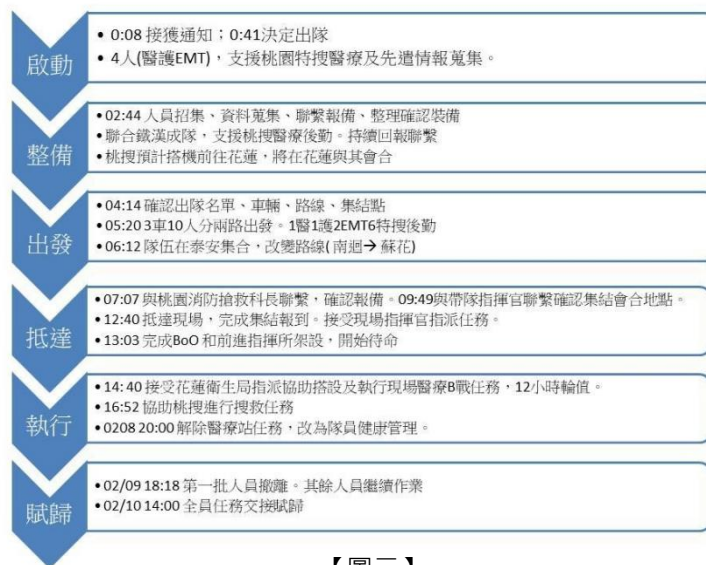 啟動
• 0:08 接獲通知；0:41決定出隊
• 4人(醫護EMT)，支援桃園特搜醫療及先遣情報蒐集。
整備
•02:44 人員招集、資料蒐集、聯繫報備、整理確認裝備
•聯合鐵漢成隊，支援桃搜醫療後勤。持續回報聯繫
•桃搜預計搭機前往花蓮，將在花蓮與其會合
出發
•04:14 確認出隊名單、車輛、路線、集結點
•05:20 3車10人分兩路出發。1醫1護2EMT6特搜後勤
•06:12 隊伍在泰安集合，改變路線(南迴→蘇花)
抵達
•07:07 與桃園消防搶救科長聯繫，確認報備。09:49與帶隊指揮官聯繫確認集結會合地點。
•12:40 抵達現場，完成集結報到。接受現場指揮官指派任務。
•13:03 完成BoO 和前進指揮所架設，開始待命
執行
•14:40 接受花蓮衛生局指派協助搭設及執行現場醫療B戰任務，12小時輪值。
•16:52 協助桃搜進行搜救任務
•0208 20:00 解除醫療站任務，改為隊員健康管理。
賦歸
•02/09 18:18 第一批人員撤離。其餘人員繼續作業
•02/10 14:00 全員任務交接賦歸